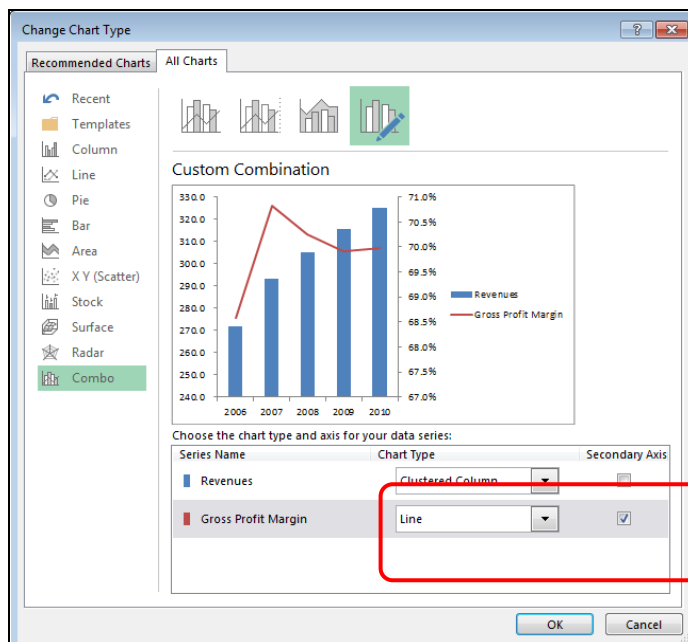 Change Chart Type
Recommended Charts All Charts
Recent
Templates
Column
Line
Pie
Bar
Area
X Y (Scatter)
Stock
Surface
Radar
Combo
Custom Combination
330.0
320.0
310.0
300.0
290.0
280.0
270.0
260.0
250.0
240.0
71.0%
70.5%
70.0%
69.5%
69.0%
68.5%
68.0%
67.5%
67.0%
2006 2007 2008 2009 2010
Revenues
Gross Profit Margin
Choose the chart type and axis for your data series:
Series Name Chart Type Secondary Axis
Revenues Clustered Column
Gross Profit Margin Line
OK Cancel